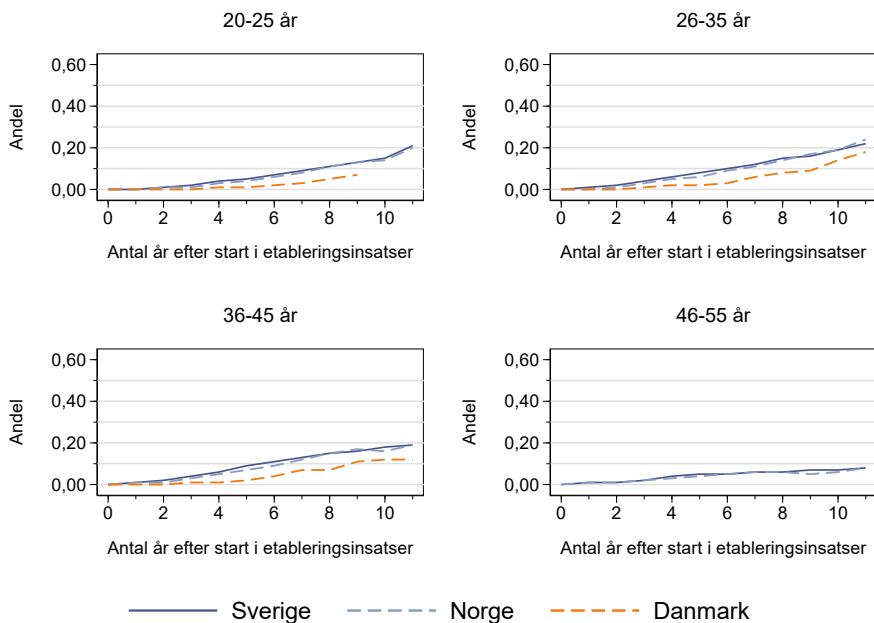 20-25 år
26-35 år
0,60
0,40
0,20
0,00
Andel
0 2 4 6 8 10
Antal år efter start i etableringsinsatser
0,60
0,40
0,20
0,00
Andel
0 2 4 6 8 10
Antal år efter start i etableringsinsatser
36-45 år
46-55 år
0,60
0,40
0,20
0,00
Andel
0 2 4 6 8 10
Antal år efter start i etableringsinsatser
0,60
0,40
0,20
0,00
Andel
0 2 4 6 8 10
Antal år efter start i etableringsinsatser
Sverige Norge Danmark